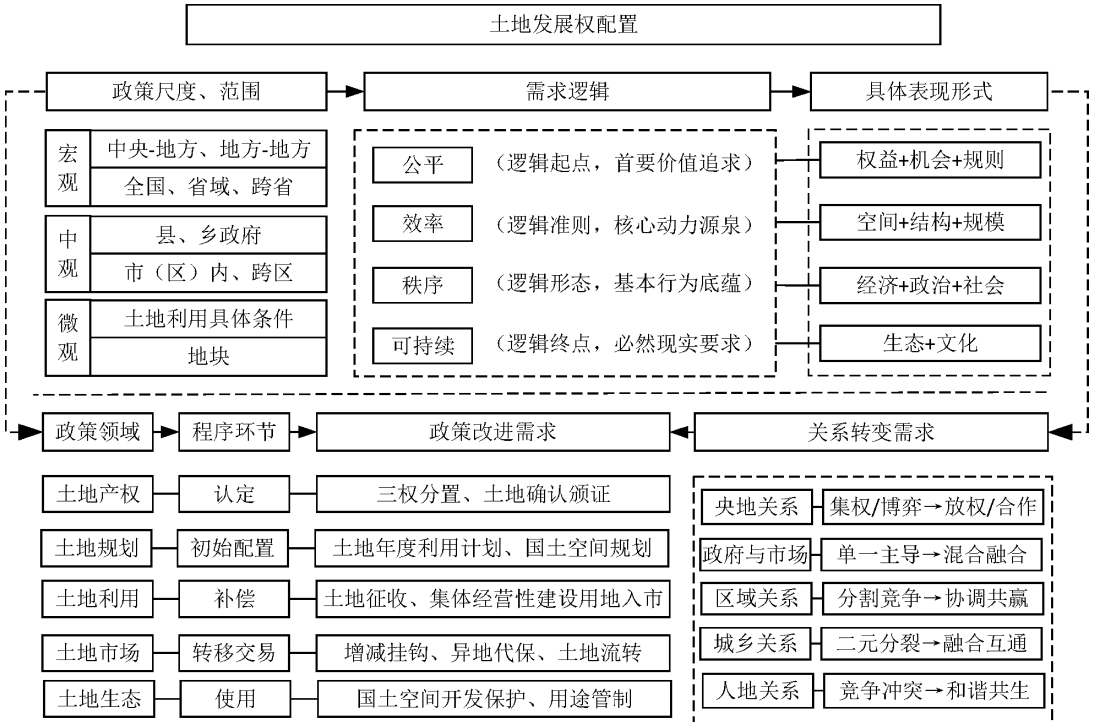 土地发展权配置
政策尺度、范围
需求逻辑
具体表现形式
宏观
中央-地方、地方-地方
全国、省域、跨省
中观
县、乡政府
市（区）内、跨区
微观
土地利用具体条件
地块
公平 （逻辑起点，首要价值追求） 权益+机会+规则
效率 （逻辑准则，核心动力源泉） 空间+结构+规模
秩序 （逻辑形态，基本行为底蕴） 经济+政治+社会
可持续 （逻辑终点，必然现实要求） 生态+文化
政策领域 程序环节 政策改进需求 关系转变需求
土地产权 认定 三权分置、土地确认颁证
土地规划 初始配置 土地年度利用计划、国土空间规划
土地利用 补偿 土地征收、集体经营性建设用地入市
土地市场 转移交易 增减挂钩、异地代保、土地流转
土地生态 使用 国土空间开发保护、用途管制
央地关系 集权/博弈→放权/合作
政府与市场 单一主导→混合融合
区域关系 分割竞争→协调共赢
城乡关系 二元分裂→融合互通
人地关系 竞争冲突→和谐共生